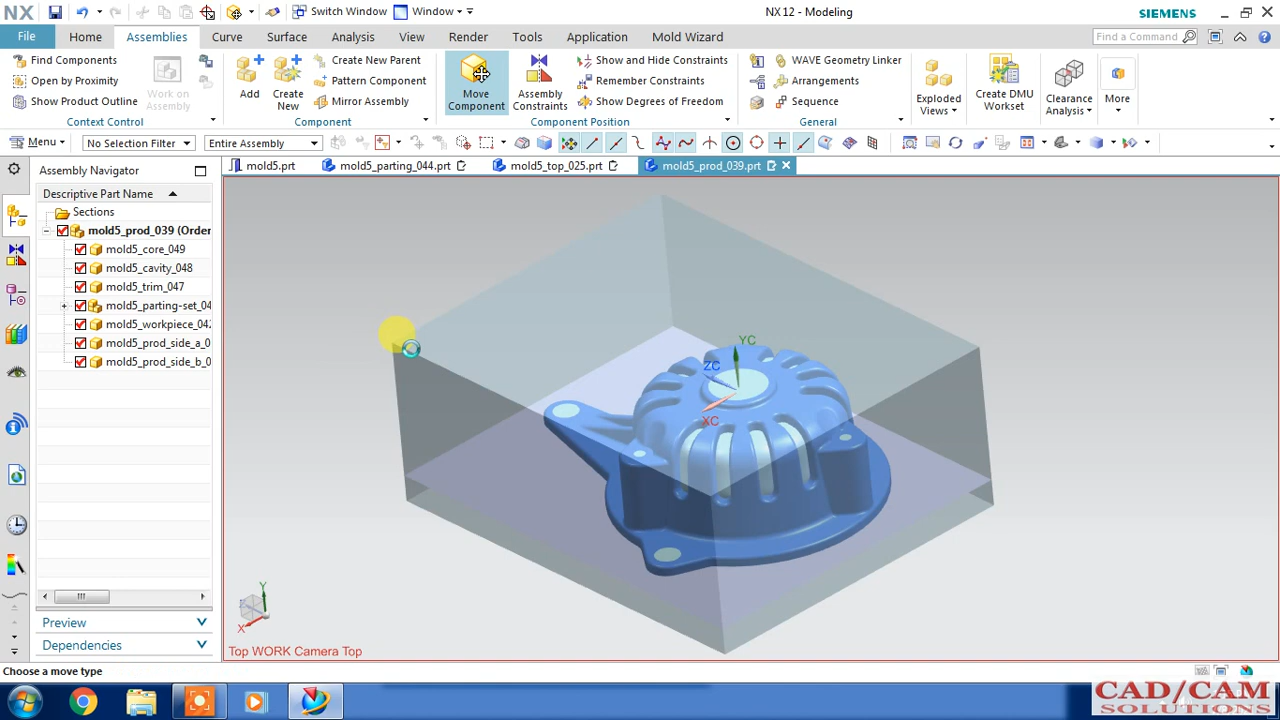 NX Switch Window Window NX 12 - Modeling SIEMENS
File Home Assemblies Curve Surface Analysis View Render Tools Application Mold Wizard Find a Command
Find Components
Open by Proximity
Show Product Outline
Work on Assembly
Context Control
Add
Create New
Create New Parent
Pattern Component
Mirror Assembly
Component
Move Component
Assembly Constraints
Show and Hide Constraints
Remember Constraints
Show Degrees of Freedom
Component Position
WAVE Geometry Linker
Arrangements
Sequence
General
Exploded Views
Create DMU Workset
Clearance Analysis
More
Menu No Selection Filter Entire Assembly
mold5.prt mold5_parting_044.prt mold5_top_025.prt mold5_prod_039.prt
Assembly Navigator
Descriptive Part Name
Sections
mold5_prod_039 (Order
mold5_core_049
mold5_cavity_048
mold5_trim_047
mold5_parting-set_04
mold5_workpiece_042
mold5_prod_side_a_0
mold5_prod_side_b_0
YC
ZC
XC
Y
Z
X
Top WORK Camera Top
Preview
Dependencies
Choose a move type
CAD/CAM
SOLUTIONS